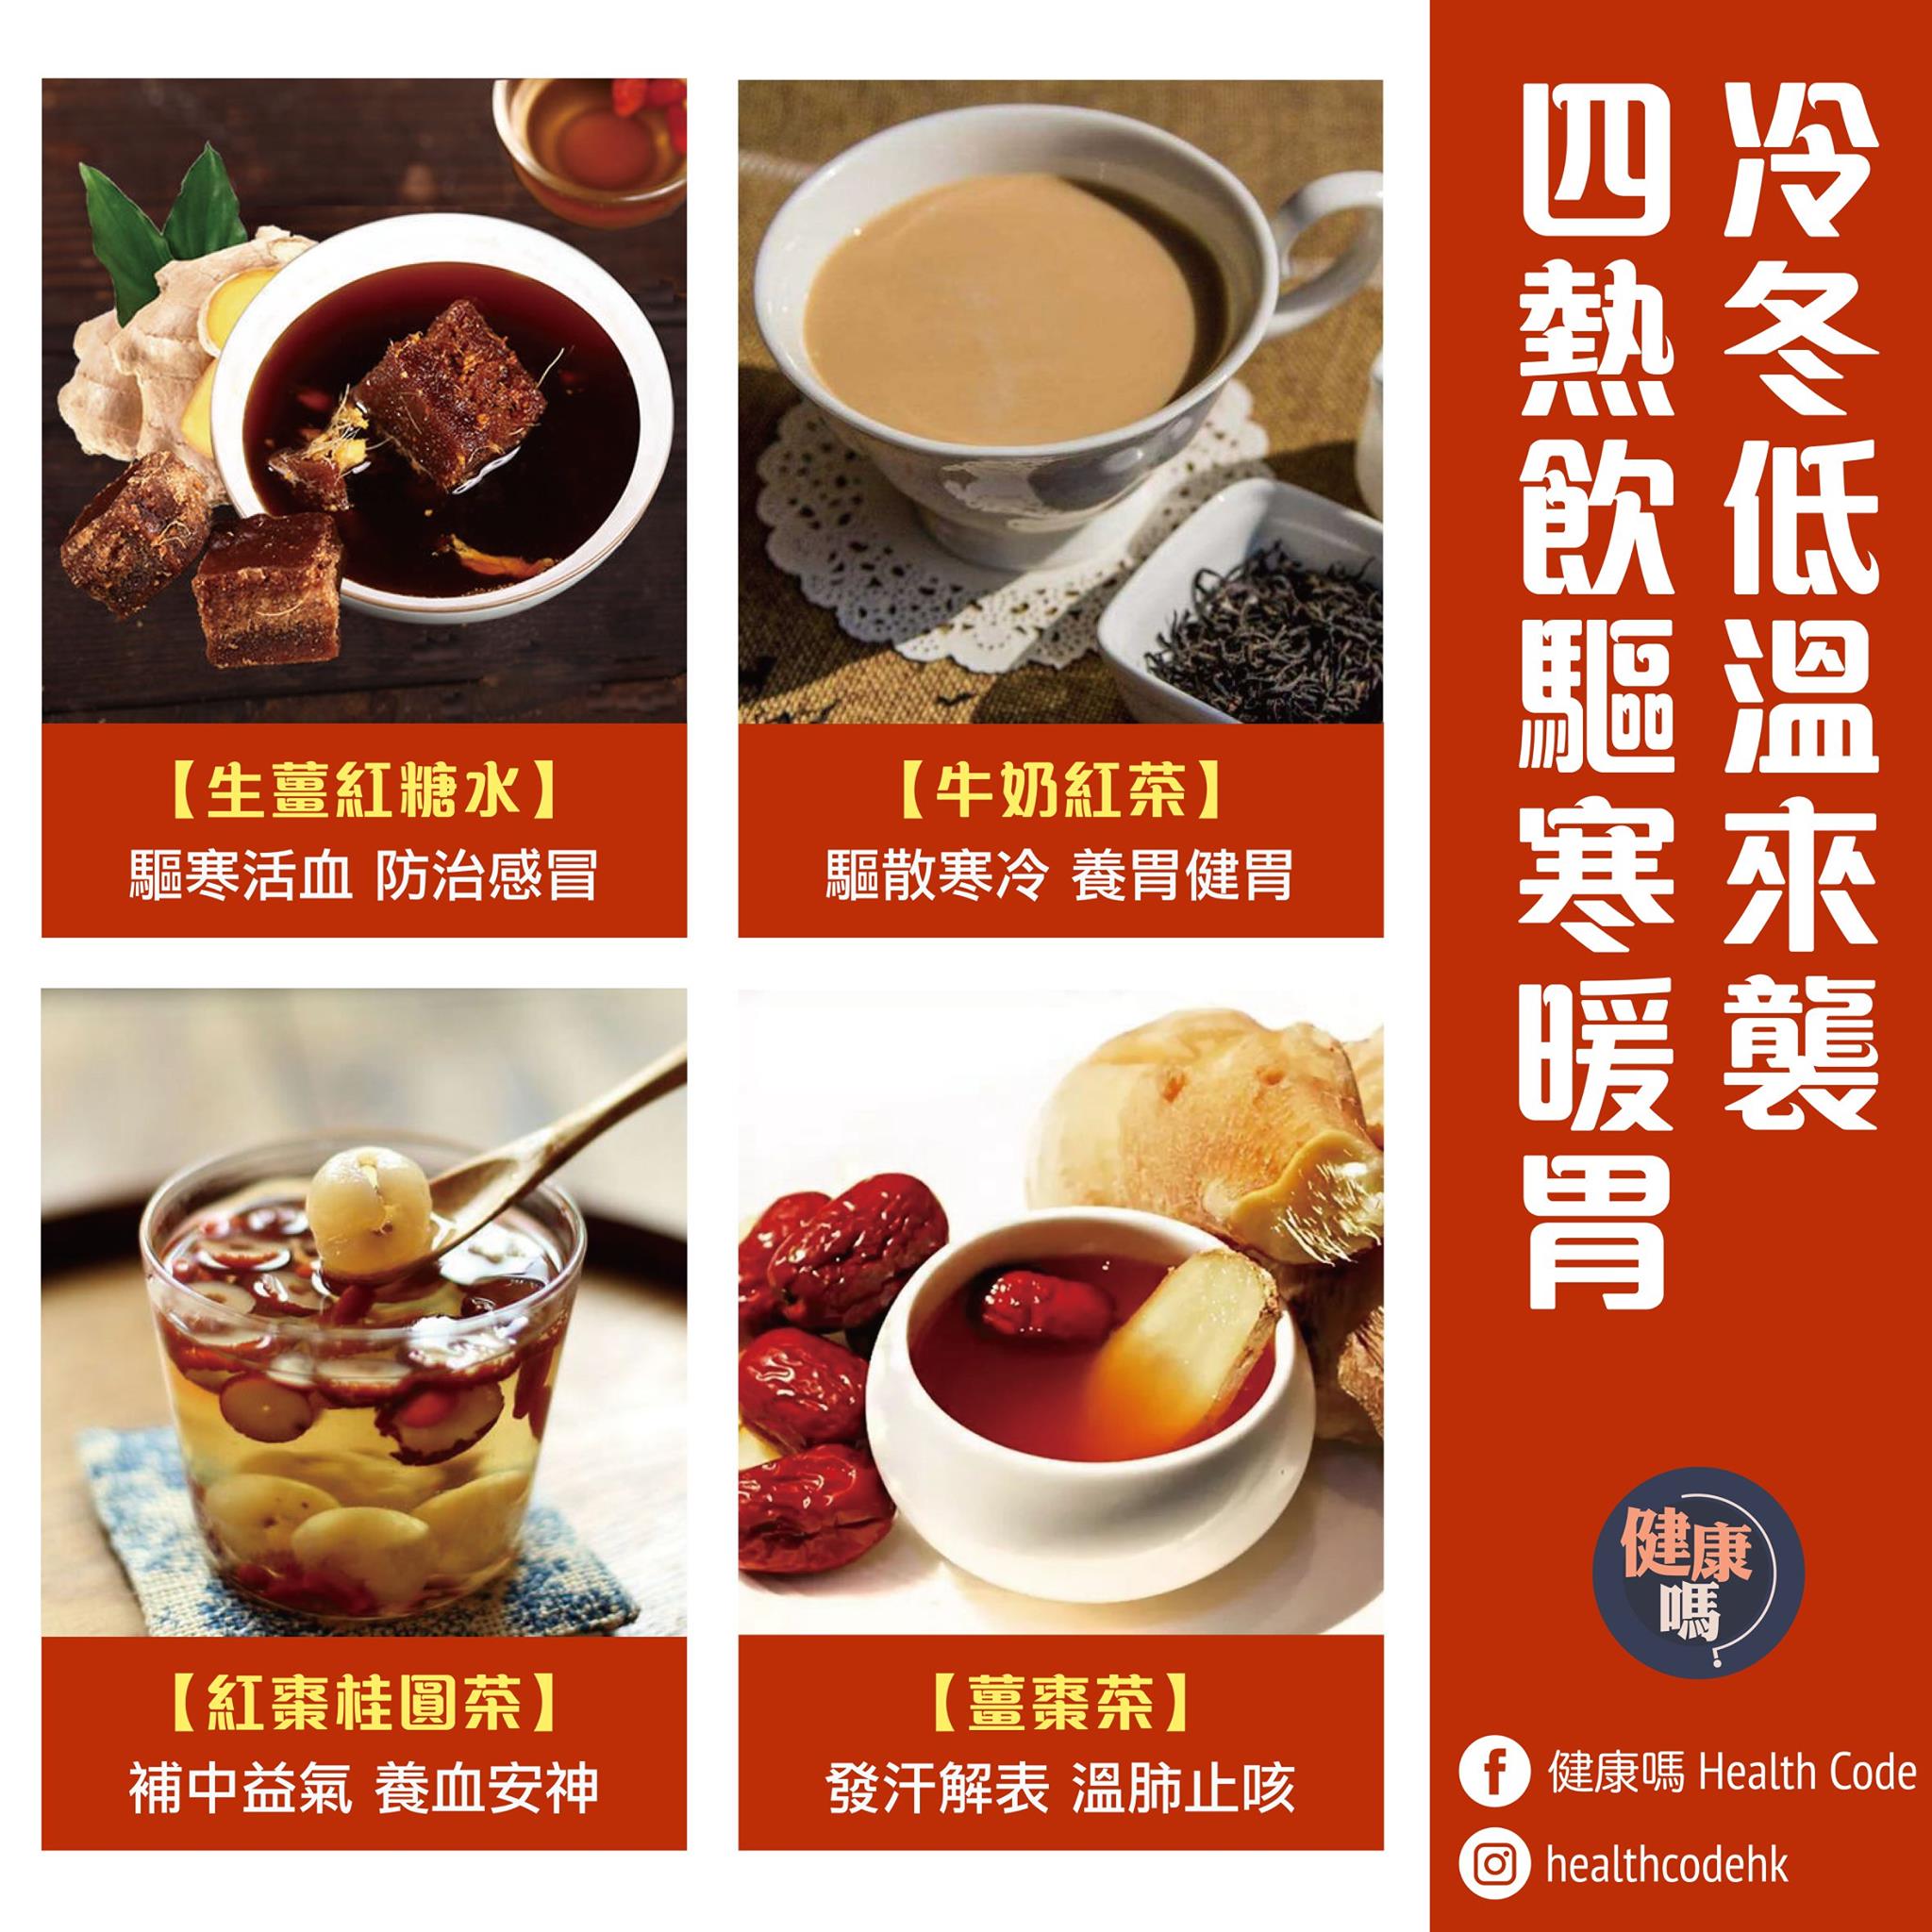 冷冬低溫來襲
四熱飲驅寒暖胃
【生薑紅糖水】
驅寒活血 防治感冒
【牛奶紅茶】
驅散寒冷 養胃健胃
【紅棗桂圓茶】
補中益氣 養血安神
【薑棗茶】
發汗解表 溫肺止咳
健康
嗎?
健康嗎 Health Code
healthcodehk